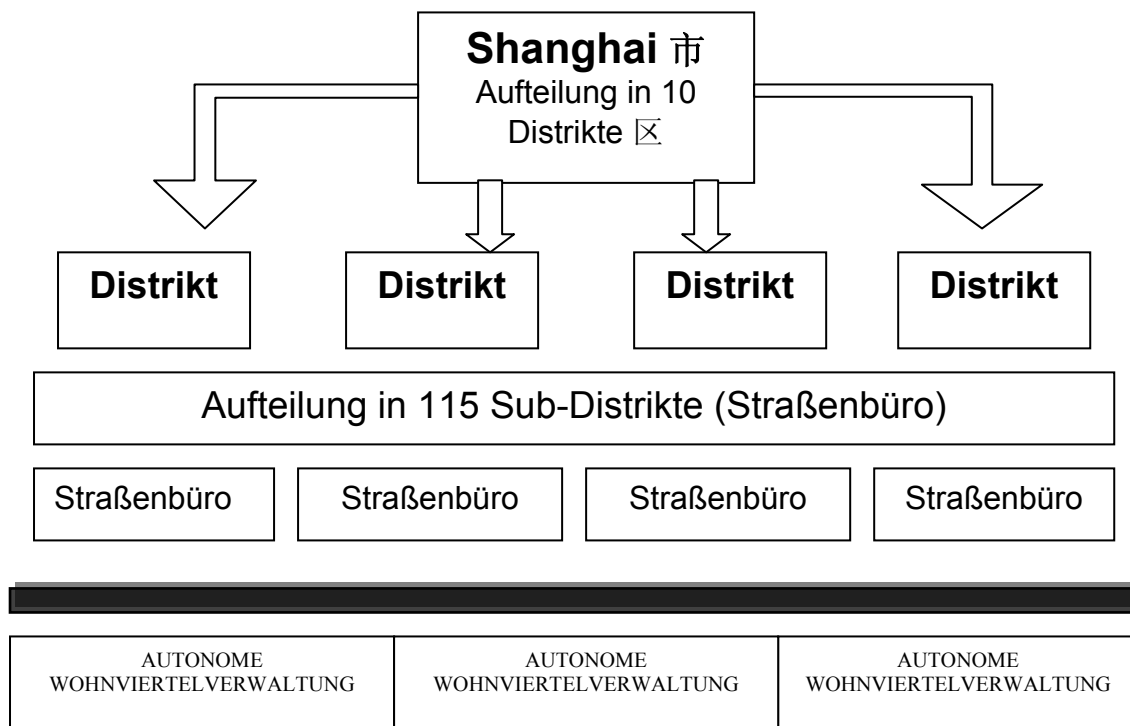 Shanghai 市
Aufteilung in 10
Distrikte 区
Distrikt
Distrikt
Distrikt
Distrikt
Aufteilung in 115 Sub-Distrikte (Straßenbüro)
Straßenbüro
Straßenbüro
Straßenbüro
Straßenbüro
AUTONOME
WOHNVIERTELVERWALTUNG
AUTONOME
WOHNVIERTELVERWALTUNG
AUTONOME
WOHNVIERTELVERWALTUNG